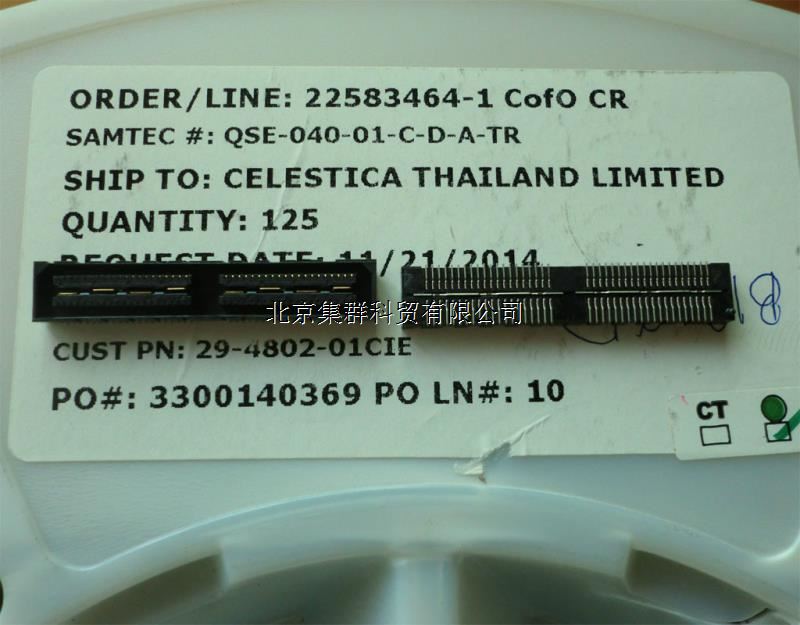 ORDER/LINE: 22583464-1 CofO CR
SAMTEC #: QSE-040-01-C-D-A-TR
SHIP TO: CELESTICA THAILAND LIMITED
QUANTITY: 125
REQUEST DATE: 11/21/2014
北京集群科贸有限公司
CUST PN: 29-4802-01CIE
PO#: 3300140369 PO LN#: 10
CT